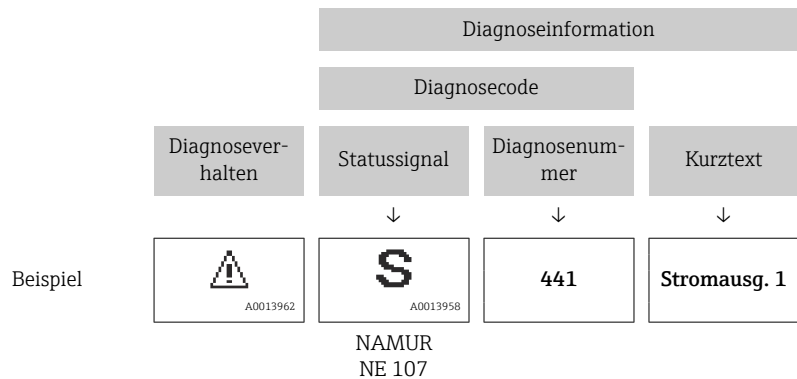 Diagnoseinformation
Diagnosecode
Diagnosever-
halten
Statussignal
Diagnosenum-
mer
Kurztext
↓ ↓ ↓
Beispiel
A0013962
S
A0013958
441
Stromausg. 1
NAMUR
NE 107